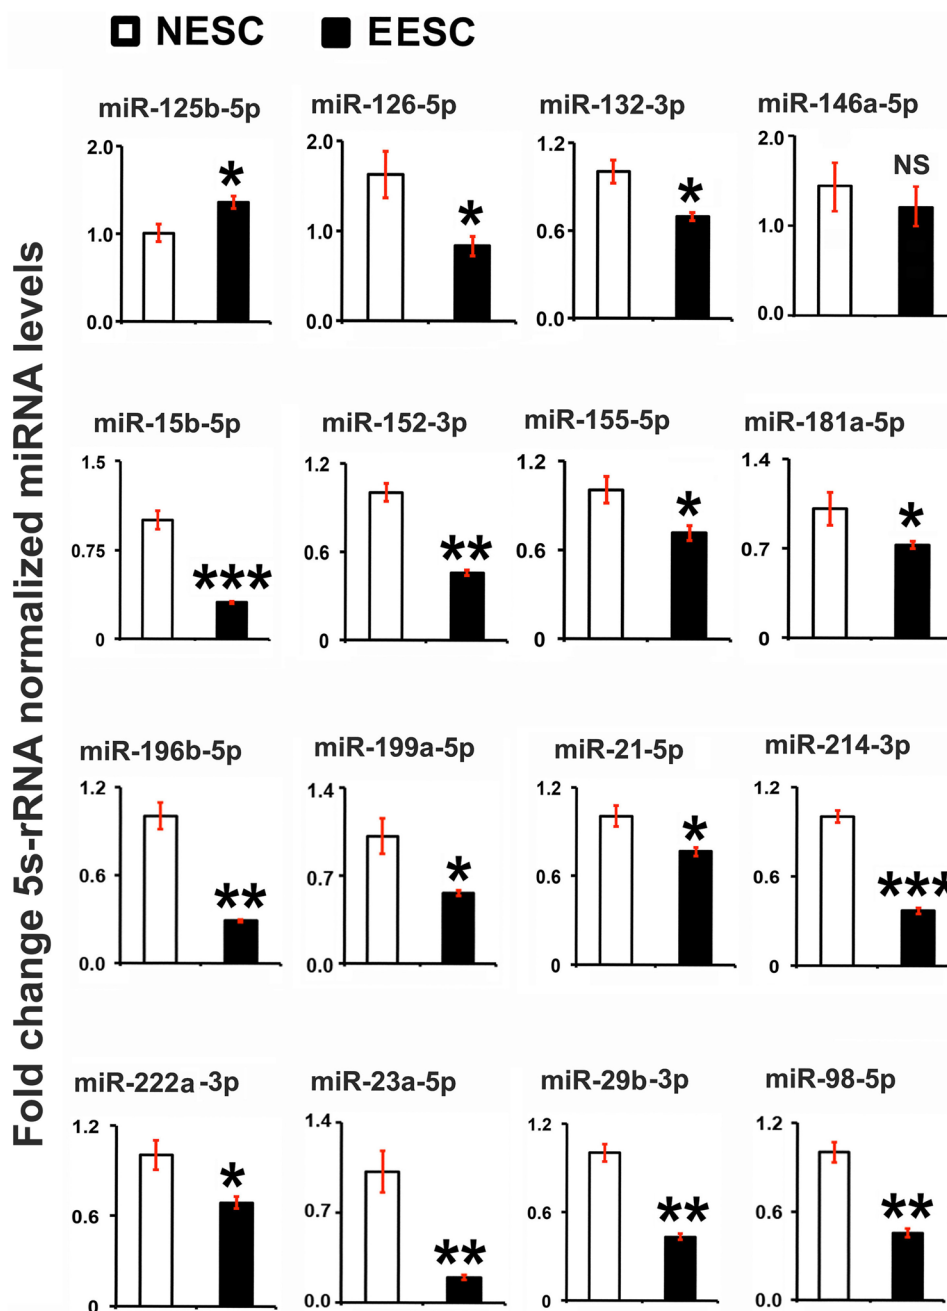 NESC EESC
Fold change 5s-rRNA normalized miRNA levels
miR-125b-5p miR-126-5p miR-132-3p miR-146a-5p
2.0 2.0 1.2 2.0
* * * NS
1.0 1.0 0.6 1.0
0.0 0.0 0.0 0.0
miR-15b-5p miR-152-3p miR-155-5p miR-181a-5p
1.5 1.2 1.2 1.4
*** ** * *
0.75 0.6 0.6 0.7
0 0 0 0
miR-196b-5p miR-199a-5p miR-21-5p miR-214-3p
1.2 1.4 1.2 1.2
** * * ***
0.6 0.7 0.6 0.6
0.0 0.0 0 0
miR-222a-3p miR-23a-5p miR-29b-3p miR-98-5p
1.2 1.4 1.2 1.2
* ** ** **
0.6 0.7 0.6 0.6
0 0.0 0 0